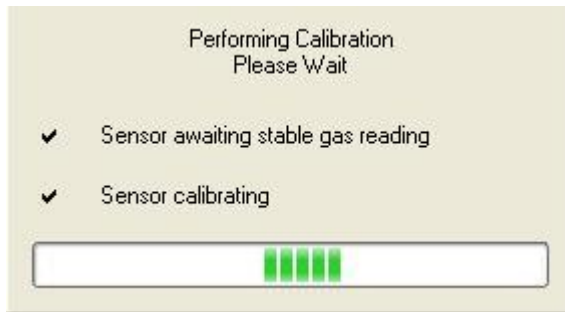 Performing Calibration
Please Wait
Sensor awaiting stable gas reading
Sensor calibrating